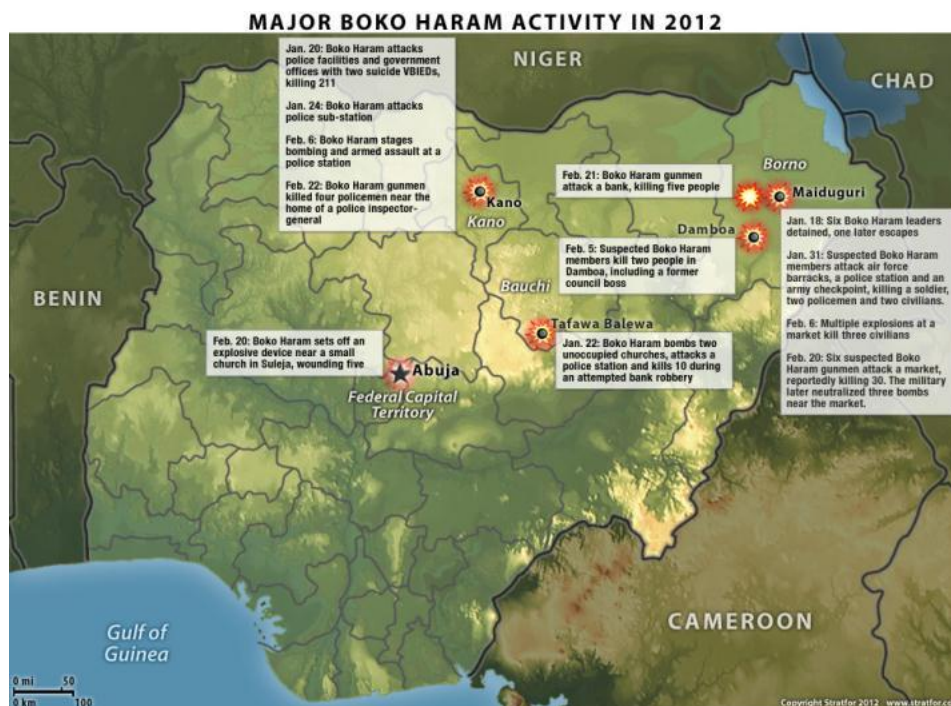 MAJOR BOKO HARAM ACTIVITY IN 2012
Jan. 20: Boko Haram attacks
police facilities and government
offices with two suicide VBIEDs,
killing 211
Jan. 24: Boko Haram attacks
police sub-station
Feb. 6: Boko Haram stages
bombing and armed assault at a
police station
Feb. 22: Boko Haram gunmen
killed four policemen near the
home of a police inspector-
general
NIGER
CHAD
Feb. 21: Boko Haram gunmen
attack a bank, killing five people
Borno
Maiduguri
Kano
Kano
Damboa
Jan. 18: Six Boko Haram leaders
detained, one later escapes
Jan. 31: Suspected Boko Haram
members attack air force
barracks, a police station and an
army checkpoint, killing a soldier,
two policemen and two civilians.
Feb. 6: Multiple explosions at a
market kill three civilians
Feb. 20: Six suspected Boko
Haram gunmen attack a market,
reportedly killing 30. The military
later neutralized three bombs
near the market.
Feb. 5: Suspected Boko Haram
members kill two people in
Damboa, including a former
council boss
BENIN
Bauchi
Tafawa Balewa
Jan. 22: Boko Haram bombs two
unoccupied churches, attacks a
police station and kills 10 during
an attempted bank robbery
Feb. 20: Boko Haram sets off an
explosive device near a small
church in Suleja, wounding five
Abuja
Federal Capital
Territory
CAMEROON
Gulf of
Guinea
0 mi 50
0 km 100
Copyright Stratfor 2012 www.stratfor.co